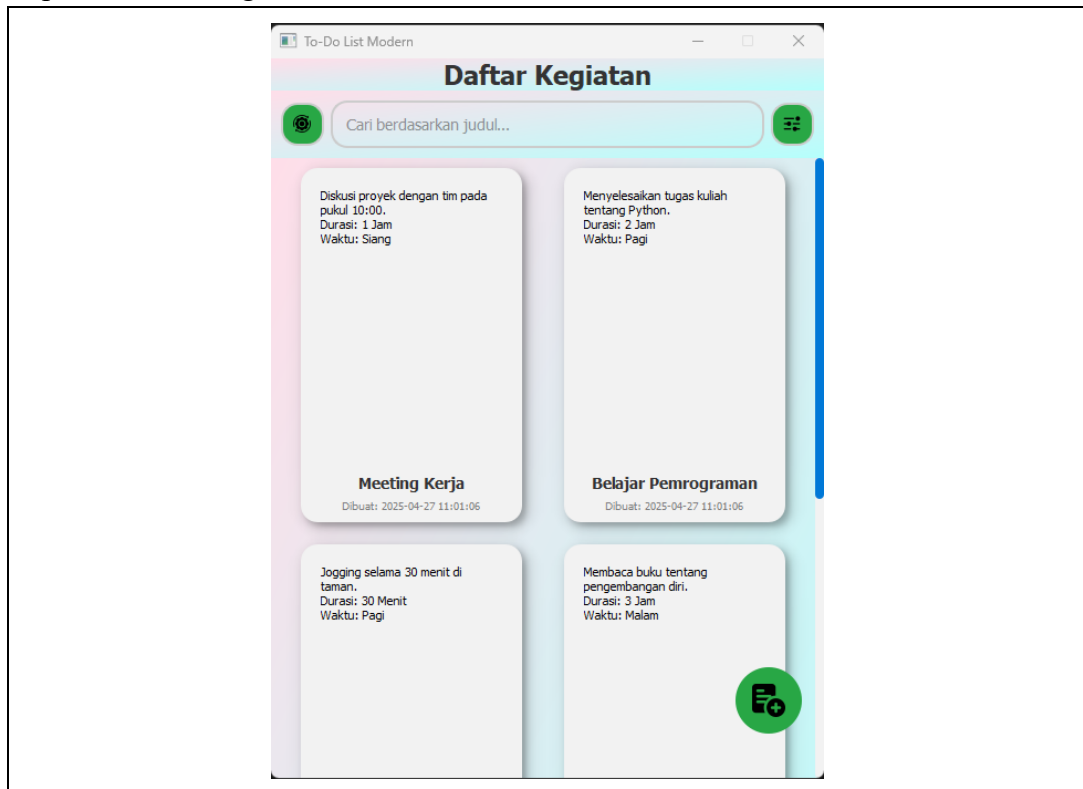 To-Do List Modern
Daftar Kegiatan
Cari berdasarkan judul...
Diskusi proyek dengan tim pada
pukul 10:00.
Durasi: 1 Jam
Waktu: Siang
Meeting Kerja
Dibuat: 2025-04-27 11:01:06
Menyelesaikan tugas kuliah
tentang Python.
Durasi: 2 Jam
Waktu: Pagi
Belajar Pemrograman
Dibuat: 2025-04-27 11:01:06
Jogging selama 30 menit di
taman.
Durasi: 30 Menit
Waktu: Pagi
Membaca buku tentang
pengembangan diri.
Durasi: 3 Jam
Waktu: Malam